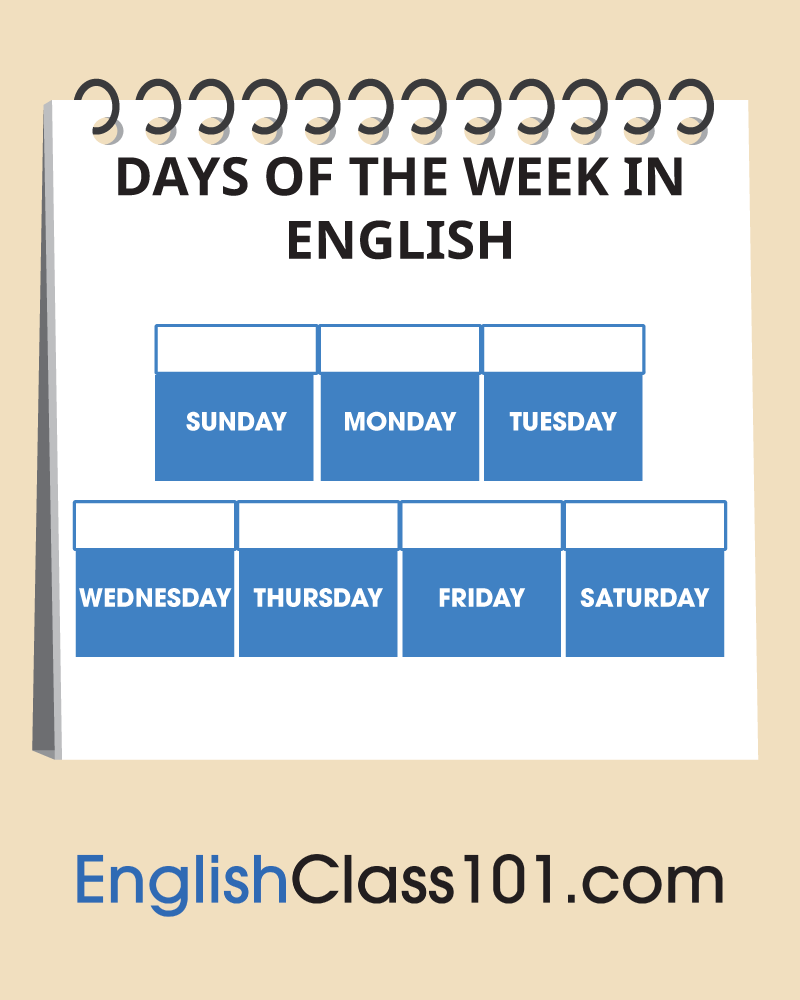 DAYS OF THE WEEK IN
ENGLISH
SUNDAY MONDAY TUESDAY
WEDNESDAY THURSDAY FRIDAY SATURDAY
EnglishClass101.com